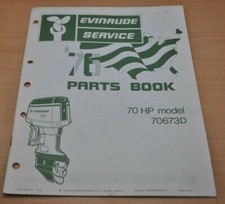 EVINRUDE
SERVICE
'76
PARTS BOOK
70 HP model
70673D